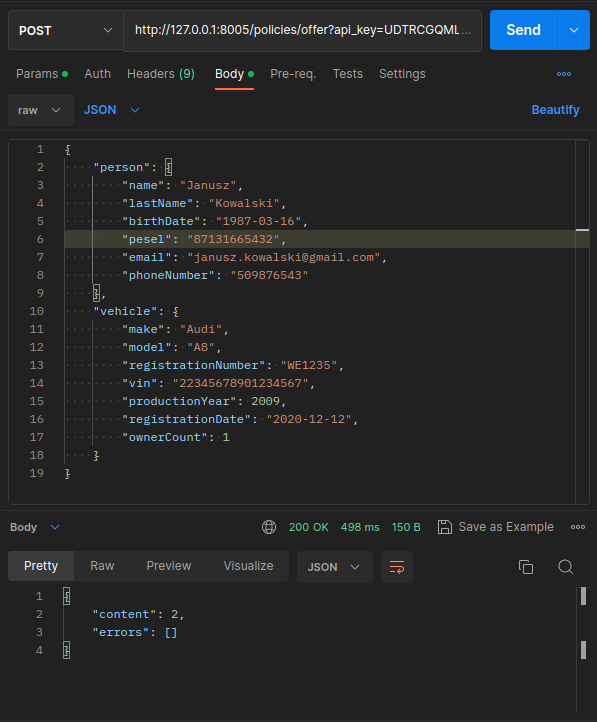 POST http://127.0.0.1:8005/policies/offer?api_key=UDTRCGQML... Send
Params Auth Headers (9) Body Pre-req. Tests Settings
raw JSON Beautify
1 {
2 "person": {
3 "name": "Janusz",
4 "lastName": "Kowalski",
5 "birthDate": "1987-03-16",
6 "pesel": "87131665432",
7 "email": "janusz.kowalski@gmail.com",
8 "phoneNumber": "509876543"
9 },
10 "vehicle": {
11 "make": "Audi",
12 "model": "A8",
13 "registrationNumber": "WE1235",
14 "vin": "22345678901234567",
15 "productionYear": 2009,
16 "registrationDate": "2020-12-12",
17 "ownerCount": 1
18 }
19 }
Body 200 OK 498 ms 150 B Save as Example
Pretty Raw Preview Visualize JSON
1 {
2 "content": 2,
3 "errors": []
4 }